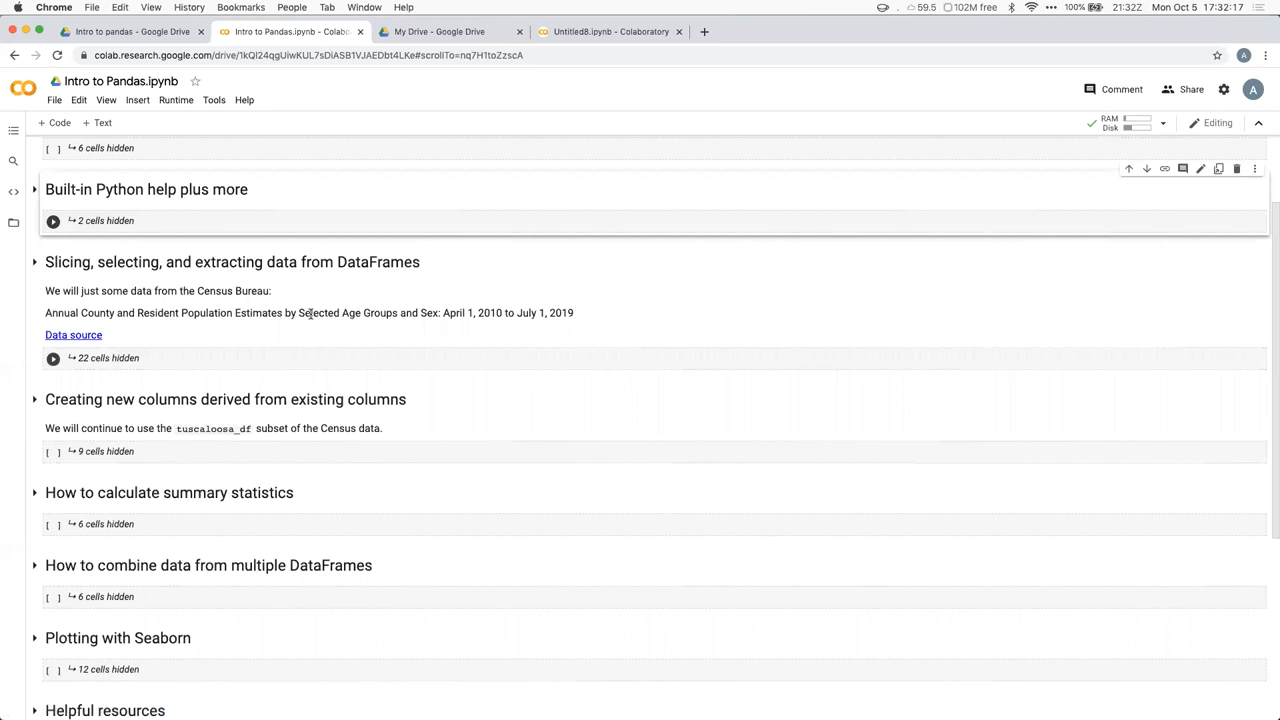 Chrome File Edit View History Bookmarks People Tab Window Help 59.5 102M free 100% 21:32Z Mon Oct 5 17:32:17
Intro to pandas - Google Drive Intro to Pandas.ipynb - Colabo My Drive - Google Drive Untitled8.ipynb - Colaboratory
colab.research.google.com/drive/1kQl24qgUiwKUL7sDiASB1VJAEDbt4LKe#scrollTo=nq7H1toZzscA A
Intro to Pandas.ipynb
Comment Share A
File Edit View Insert Runtime Tools Help
+ Code + Text
RAM
Disk
Editing
[ ] 6 cells hidden
Built-in Python help plus more
2 cells hidden
Slicing, selecting, and extracting data from DataFrames
We will just some data from the Census Bureau:
Annual County and Resident Population Estimates by Selected Age Groups and Sex: April 1, 2010 to July 1, 2019
Data source
22 cells hidden
Creating new columns derived from existing columns
We will continue to use the tuscaloosa_df subset of the Census data.
[ ] 9 cells hidden
How to calculate summary statistics
[ ] 6 cells hidden
How to combine data from multiple DataFrames
[ ] 6 cells hidden
Plotting with Seaborn
[ ] 12 cells hidden
Helpful resources